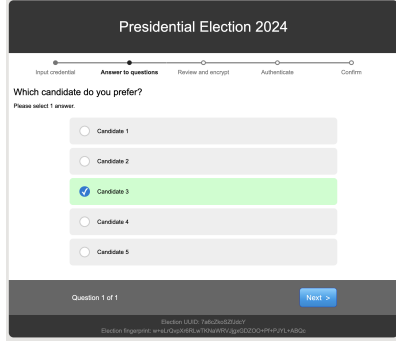 Presidential Election 2024
Input credential Answer to questions Review and encrypt Authenticate Confirm
Which candidate do you prefer?
Please select 1 answer.
Candidate 1
Candidate 2
Candidate 3
Candidate 4
Candidate 5
Question 1 of 1
Next >
Election UUID:
Election fingerprint: